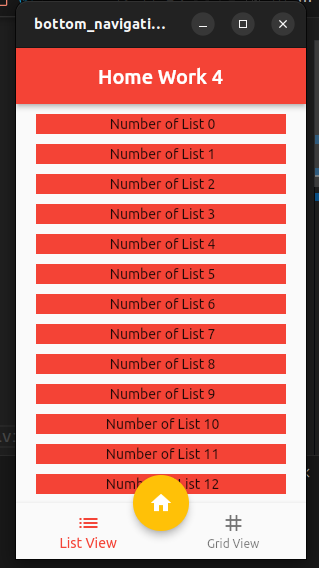 bottom_navigati...
Home Work 4
Number of List 0
Number of List 1
Number of List 2
Number of List 3
Number of List 4
Number of List 5
Number of List 6
Number of List 7
Number of List 8
Number of List 9
Number of List 10
Number of List 11
Number of List 12
List View
Grid View